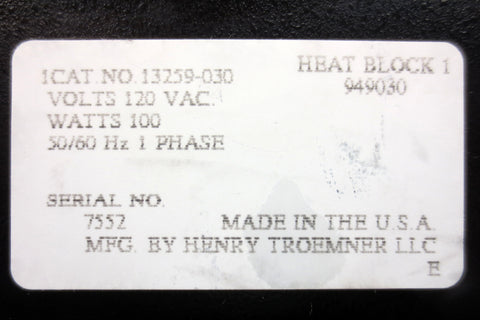 1CAT NO. 13259-030
HEAT BLOCK 1
949030
VOLTS 120 VAC.
WATTS 100
50/60 Hz 1 PHASE
SERIAL NO.
7552
MADE IN THE U.S.A.
MFG. BY HENRY TROEMNER LLC
E